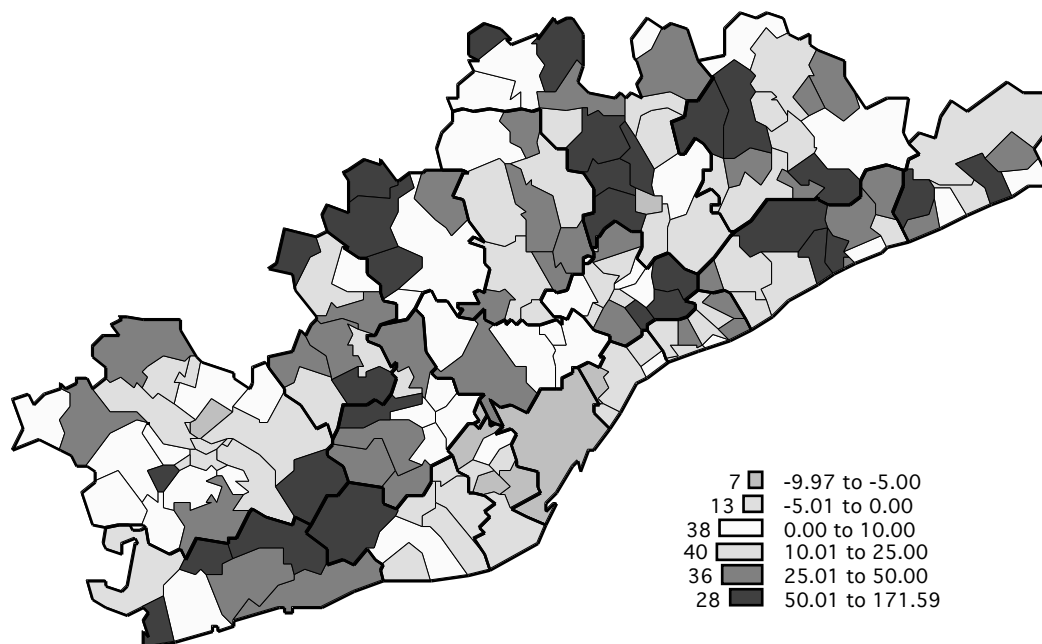 7 -9.97 to -5.00
13 -5.01 to 0.00
38 0.00 to 10.00
40 10.01 to 25.00
36 25.01 to 50.00
28 50.01 to 171.59